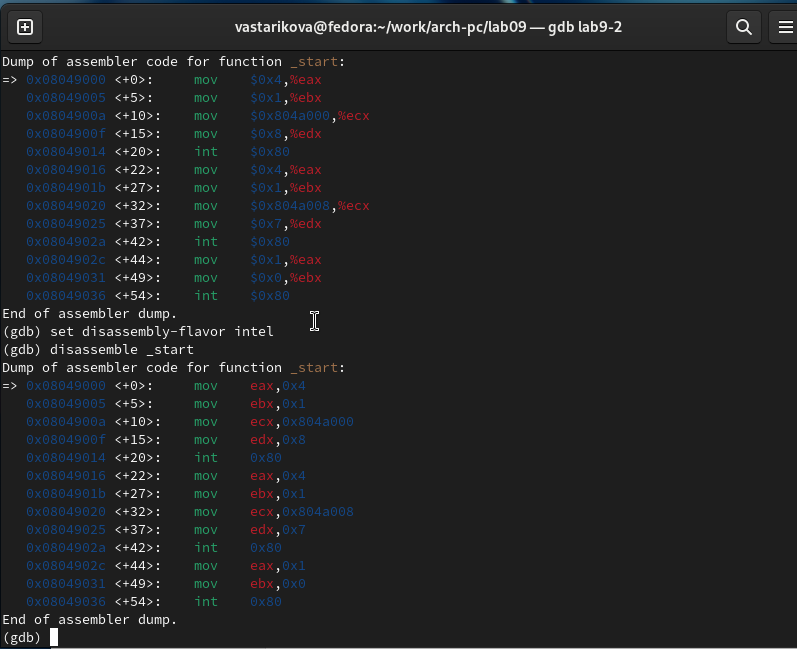 vastarikova@fedora:~/work/arch-pc/lab09 — gdb lab9-2
Dump of assembler code for function _start:
=> 0x08049000 <+0>:     mov    $0x4,%eax
   0x08049005 <+5>:     mov    $0x1,%ebx
   0x0804900a <+10>:    mov    $0x804a000,%ecx
   0x0804900f <+15>:    mov    $0x8,%edx
   0x08049014 <+20>:    int    $0x80
   0x08049016 <+22>:    mov    $0x4,%eax
   0x0804901b <+27>:    mov    $0x1,%ebx
   0x08049020 <+32>:    mov    $0x804a008,%ecx
   0x08049025 <+37>:    mov    $0x7,%edx
   0x0804902a <+42>:    int    $0x80
   0x0804902c <+44>:    mov    $0x1,%eax
   0x08049031 <+49>:    mov    $0x0,%ebx
   0x08049036 <+54>:    int    $0x80
End of assembler dump.
(gdb) set disassembly-flavor intel
(gdb) disassemble _start
Dump of assembler code for function _start:
=> 0x08049000 <+0>:     mov    eax,0x4
   0x08049005 <+5>:     mov    ebx,0x1
   0x0804900a <+10>:    mov    ecx,0x804a000
   0x0804900f <+15>:    mov    edx,0x8
   0x08049014 <+20>:    int    0x80
   0x08049016 <+22>:    mov    eax,0x4
   0x0804901b <+27>:    mov    ebx,0x1
   0x08049020 <+32>:    mov    ecx,0x804a008
   0x08049025 <+37>:    mov    edx,0x7
   0x0804902a <+42>:    int    0x80
   0x0804902c <+44>:    mov    eax,0x1
   0x08049031 <+49>:    mov    ebx,0x0
   0x08049036 <+54>:    int    0x80
End of assembler dump.
(gdb)